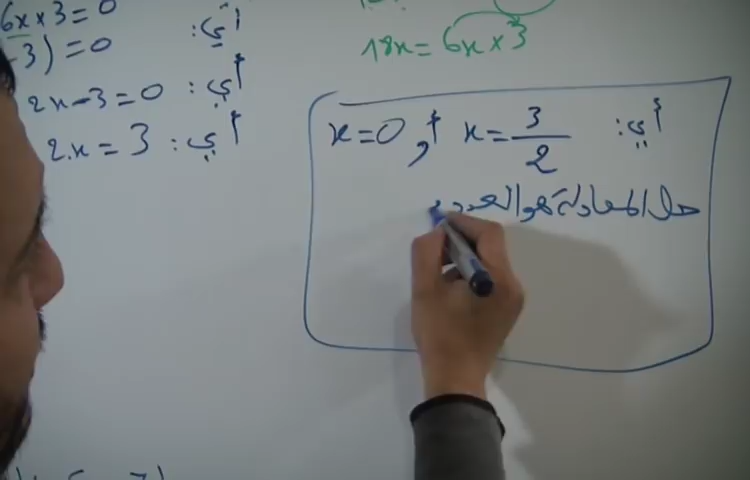 6x×3=0
-3)=0 أي:
2x-3=0 أي:
2.x=3 أي:
18x=6x×3
x=0 أو x=3/2 أي:
حل المعادلة هو العدد